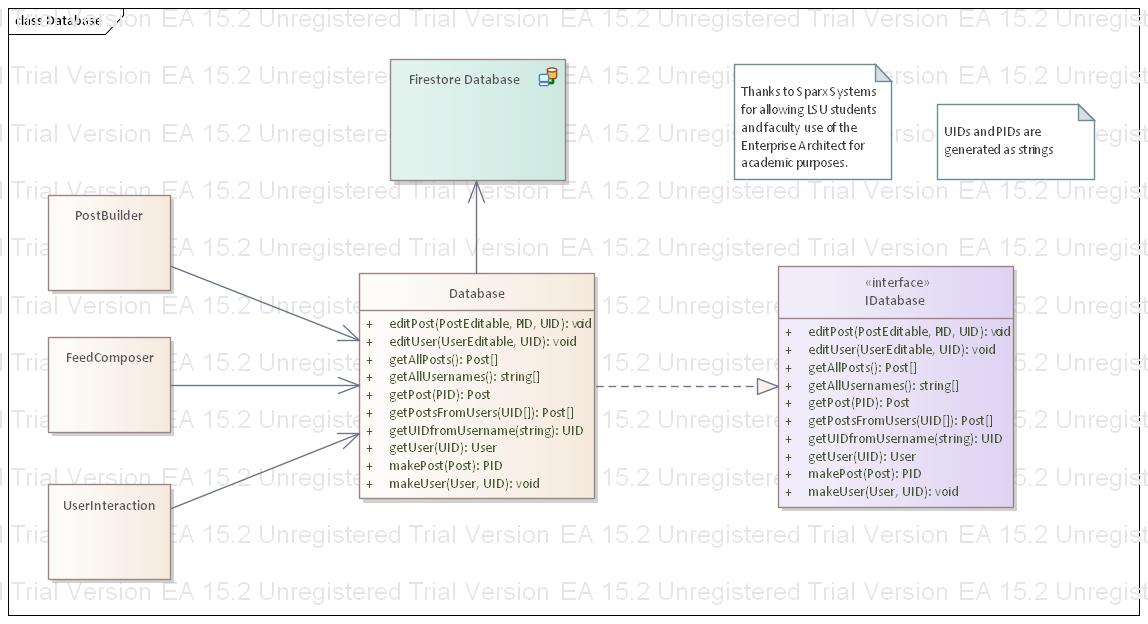 class Database
Trial Version EA 15.2 Unregistered Trial Version EA 15.2 Unregistered Trial Version EA 15.2
Firestore Database
Thanks to Sparx Systems
for allowing LSU students
and faculty use of the
Enterprise Architect for
academic purposes.
UIDs and PIDs are
generated as strings
PostBuilder
FeedComposer
UserInteraction
Database
+ editPost(PostEditable, PID, UID): void
+ editUser(UserEditable, UID): void
+ getAllPosts(): Post[]
+ getAllUsernames(): string[]
+ getPost(PID): Post
+ getPostsFromUsers(UID[]): Post[]
+ getUIDfromUsername(string): UID
+ getUser(UID): User
+ makePost(Post): PID
+ makeUser(User, UID): void
«interface»
IDatabase
+ editPost(PostEditable, PID, UID): void
+ editUser(UserEditable, UID): void
+ getAllPosts(): Post[]
+ getAllUsernames(): string[]
+ getPost(PID): Post
+ getPostsFromUsers(UID[]): Post[]
+ getUIDfromUsername(string): UID
+ getUser(UID): User
+ makePost(Post): PID
+ makeUser(User, UID): void